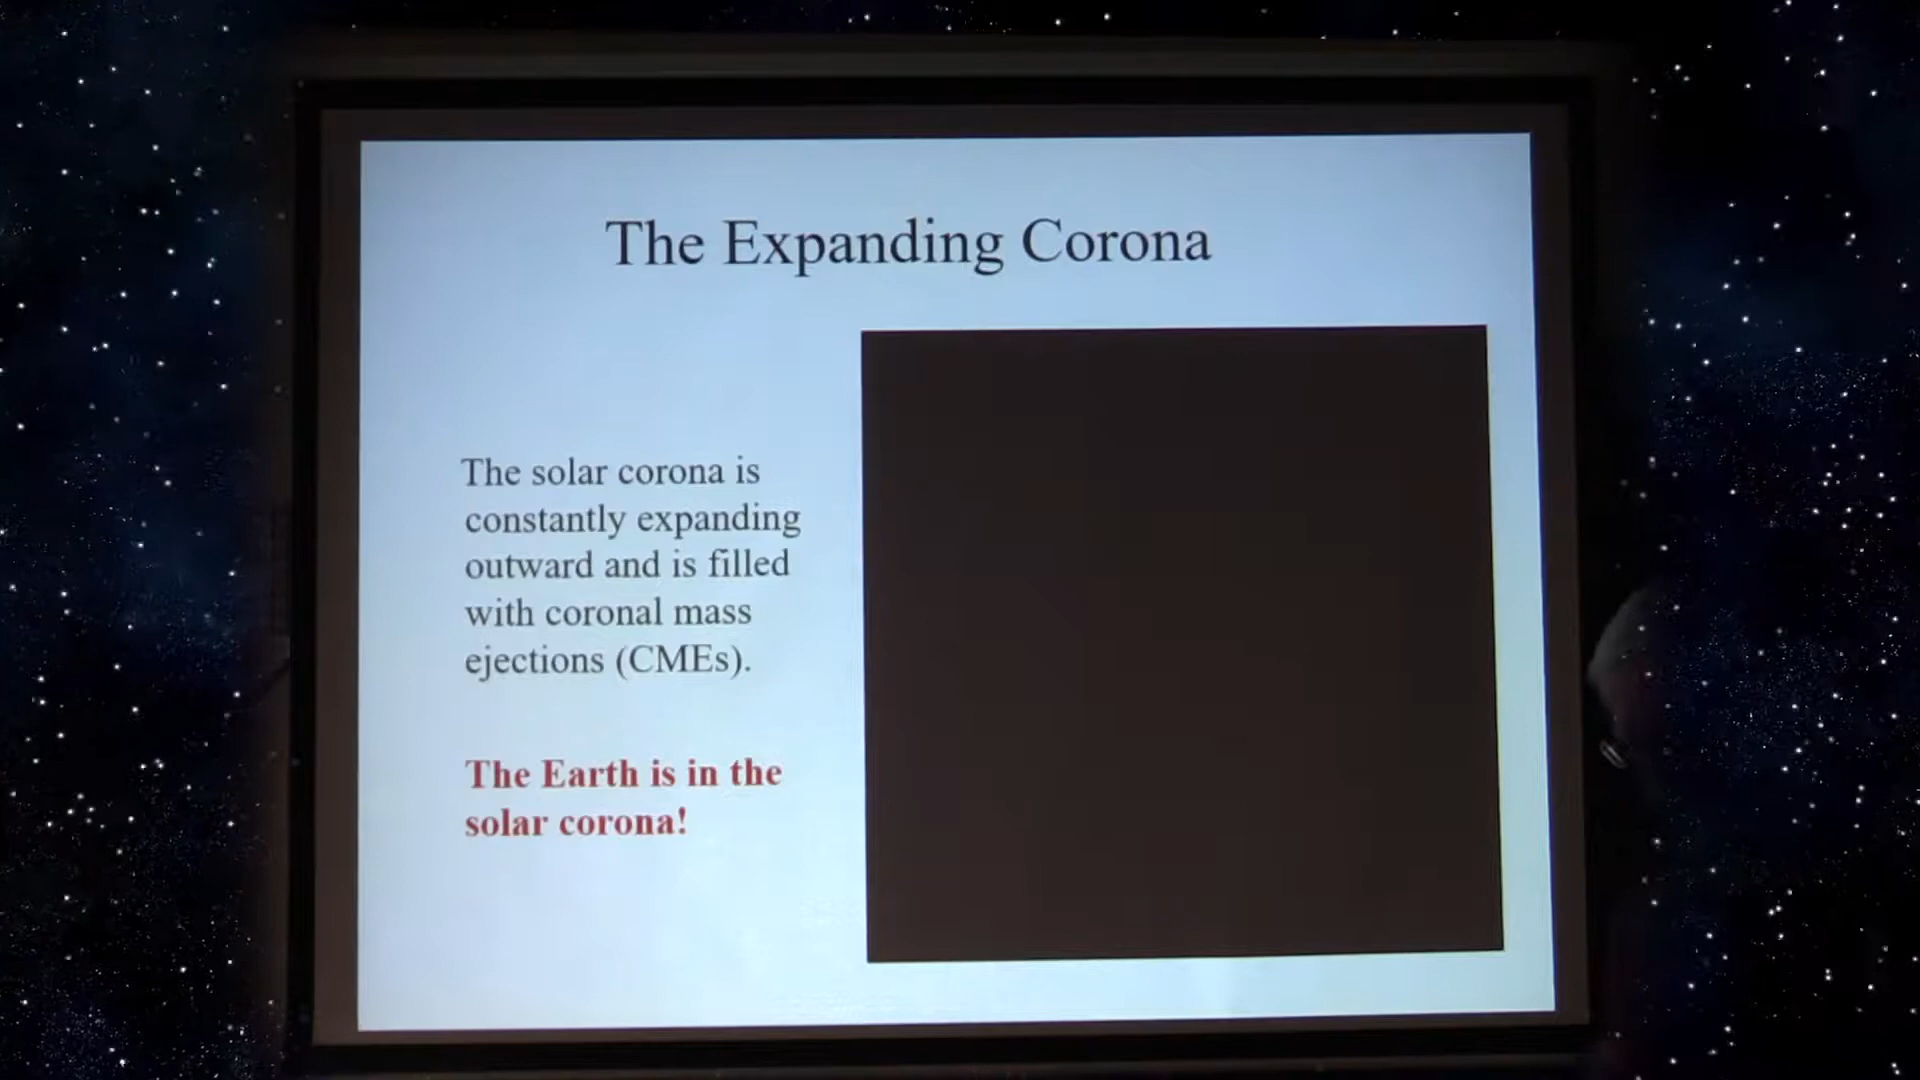 The Expanding Corona
The solar corona is
constantly expanding
outward and is filled
with coronal mass
ejections (CMEs).
The Earth is in the
solar corona!